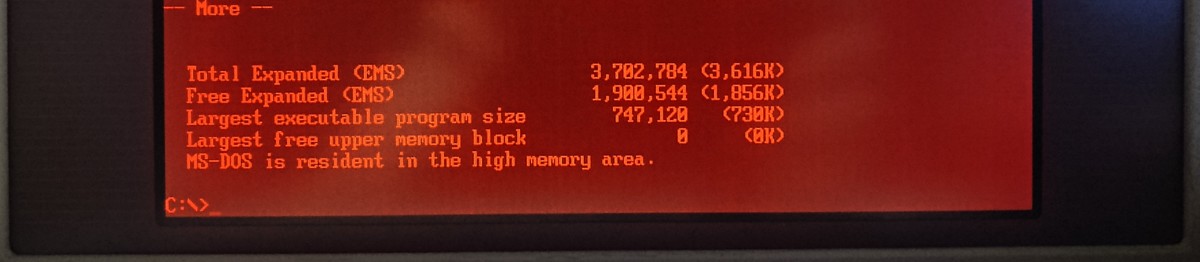 -- More --
Total Expanded (EMS) 3,702,784 (3,616K)
Free Expanded (EMS) 1,900,544 (1,856K)
Largest executable program size 747,120 (730K)
Largest free upper memory block 0 (0K)
MS-DOS is resident in the high memory area.
C:\>_